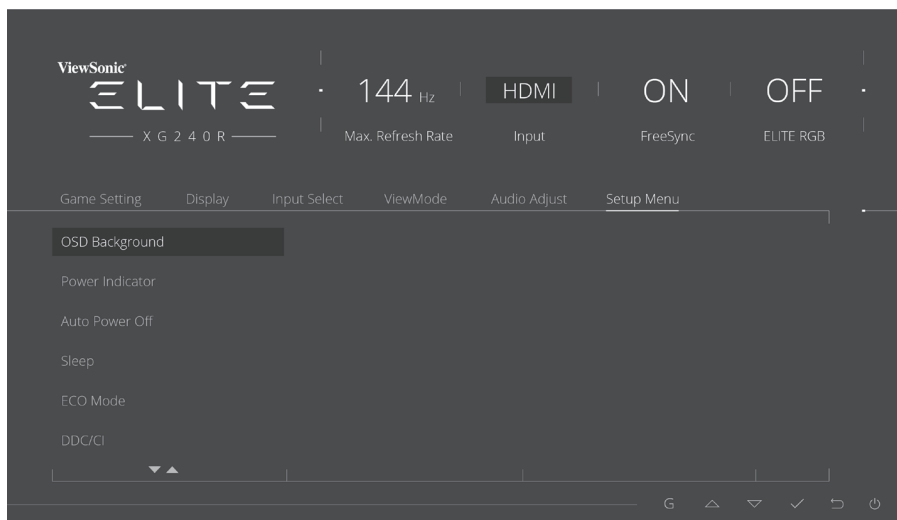 ViewSonic
ELITE
XG240R
144 Hz
HDMI
ON
OFF
Max. Refresh Rate
Input
FreeSync
ELITE RGB
Game Setting
Display
Input Select
ViewMode
Audio Adjust
Setup Menu
OSD Background
Power Indicator
Auto Power Off
Sleep
ECO Mode
DDC/CI
G